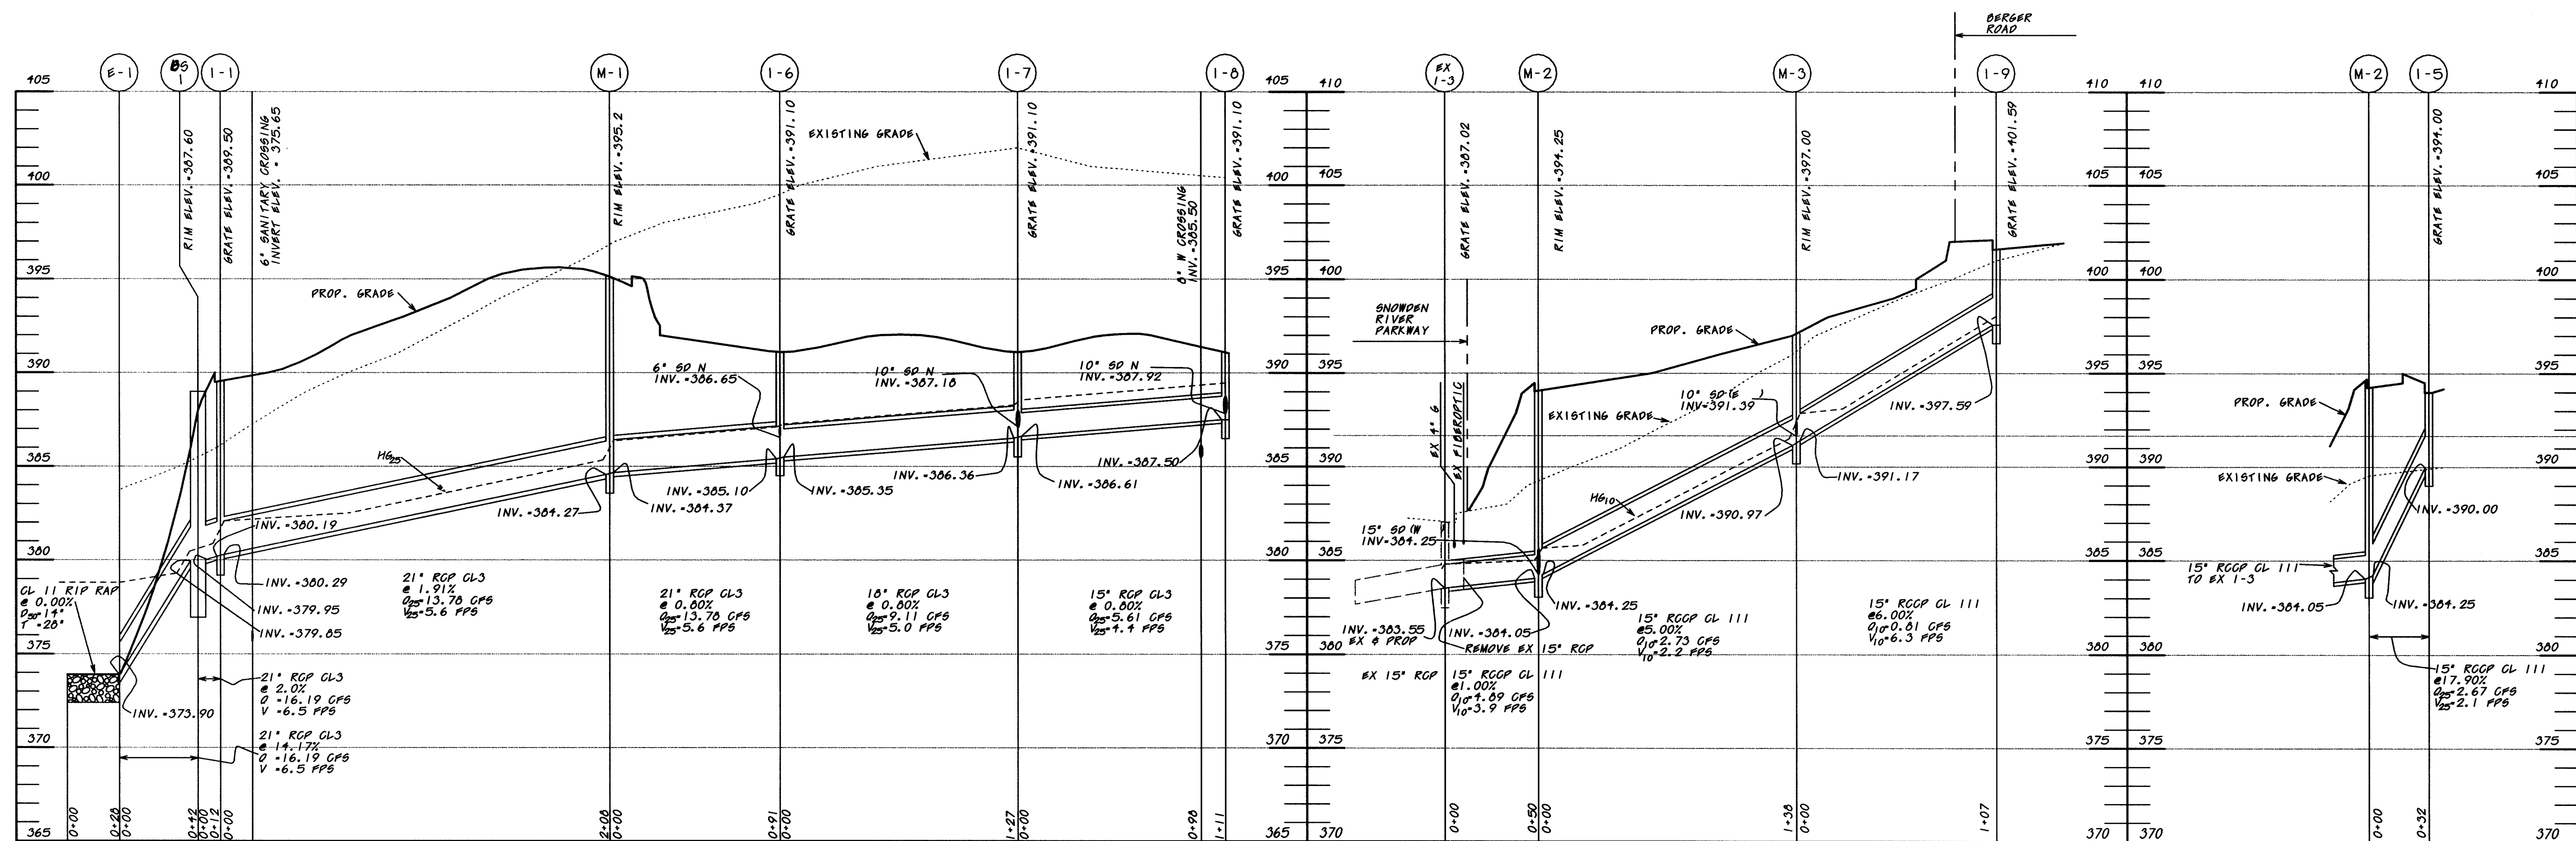 BERGER
ROAD
E-1
1
I-1
M-1
I-6
I-7
I-8
EX
I-3
M-2
M-3
I-9
M-2
I-5
405
400
395
390
385
380
375
370
365
RIM ELEV.=387.60
GRATE ELEV.=389.50
6" SANITARY CROSSING
INVERT ELEV. = 375.65
RIM ELEV.=395.2
GRATE ELEV.=391.10
EXISTING GRADE
GRATE ELEV.=391.10
8" W CROSSING
INV.=385.50
GRATE ELEV.=391.10
PROP. GRADE
HG25
6" SD N
INV.=386.65
10" SD N
INV.=387.18
10" SD N
INV.=387.92
INV.=380.19
INV.=380.29
INV.=379.95
INV.=379.85
INV.=384.27
INV.=384.37
INV.=385.10
INV.=385.35
INV.=386.36
INV.=386.61
INV.=387.50
CL II RIP RAP
@ 0.00%
D50=14"
T =28"
INV.=373.90
21" RCP CL3
@ 1.91%
Q25=13.78 CFS
V25=5.6 FPS
21" RCP CL3
@ 0.80%
Q25=13.78 CFS
V25=5.6 FPS
18" RCP CL3
@ 0.80%
Q25=9.11 CFS
V25=5.0 FPS
15" RCP CL3
@ 0.80%
Q25=5.61 CFS
V25=4.4 FPS
21" RCP CL3
@ 2.0%
Q =16.19 CFS
V =6.5 FPS
21" RCP CL3
@ 14.17%
Q =16.19 CFS
V =6.5 FPS
0+00
0+28
0+00
0+42
0+00
0+12
0+00
2+08
0+00
0+91
0+00
1+27
0+00
0+98
1+11
405
400
395
390
385
380
375
370
365
410
405
400
395
390
385
380
375
370
GRATE ELEV.=387.02
RIM ELEV.=394.25
RIM ELEV.=397.00
GRATE ELEV.=401.59
SNOWDEN
RIVER
PARKWAY
EX 4" G
EX FIBEROPTIC
PROP. GRADE
EXISTING GRADE
10" SD (E )
INV=391.39
INV.=397.59
INV.=391.17
INV.=390.97
HG10
15" SD (W
INV=384.25
INV.=384.25
INV.=383.55
EX & PROP
INV.=384.05
REMOVE EX 15" RCP
EX 15" RCP
15" RCCP CL III
@1.00%
Q10=4.89 CFS
V10=3.9 FPS
15" RCCP CL III
@5.00%
Q10=2.73 CFS
V10=2.2 FPS
15" RCCP CL III
@6.00%
Q10=0.81 CFS
V10=6.3 FPS
0+00
0+50
0+00
1+38
0+00
1+07
410
405
400
395
390
385
380
375
370
410
405
400
395
390
385
380
375
370
GRATE ELEV.=394.00
PROP. GRADE
EXISTING GRADE
INV.=390.00
15" RCCP CL III
TO EX I-3
INV.=384.05
INV.=384.25
15" RCCP CL III
@17.90%
Q25=2.67 CFS
V25=2.1 FPS
0+00
0+32
410
405
400
395
390
385
380
375
370